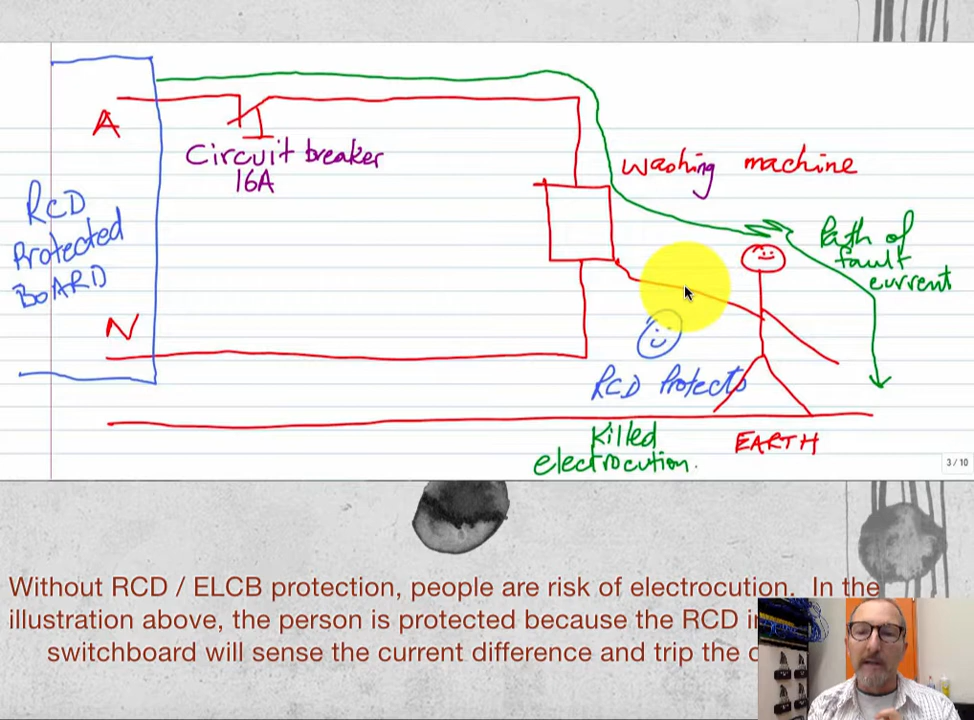 A
Circuit breaker
16A
washing machine
RCD
Protected
BOARD
Path of
fault
current
N
RCD Protects
Killed
electrocution.
EARTH
3 / 10
Without RCD / ELCB protection, people are risk of electrocution. In the
illustration above, the person is protected because the RCD
switchboard will sense the current difference and trip the